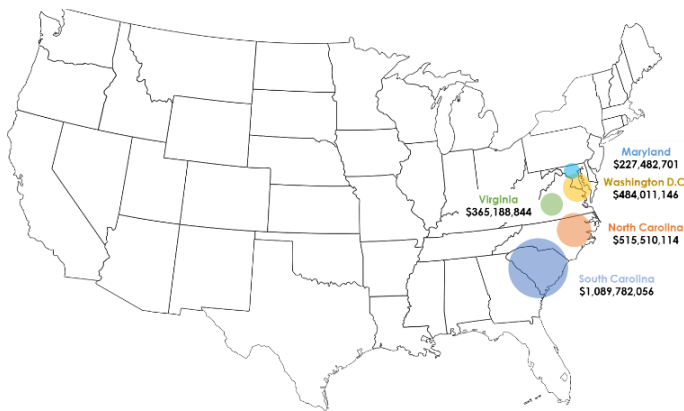 Maryland
$227,482,701
Washington D.C
$484,011,146
Virginia
$365,188,844
North Carolina
$515,510,114
South Carolina
$1,089,782,056